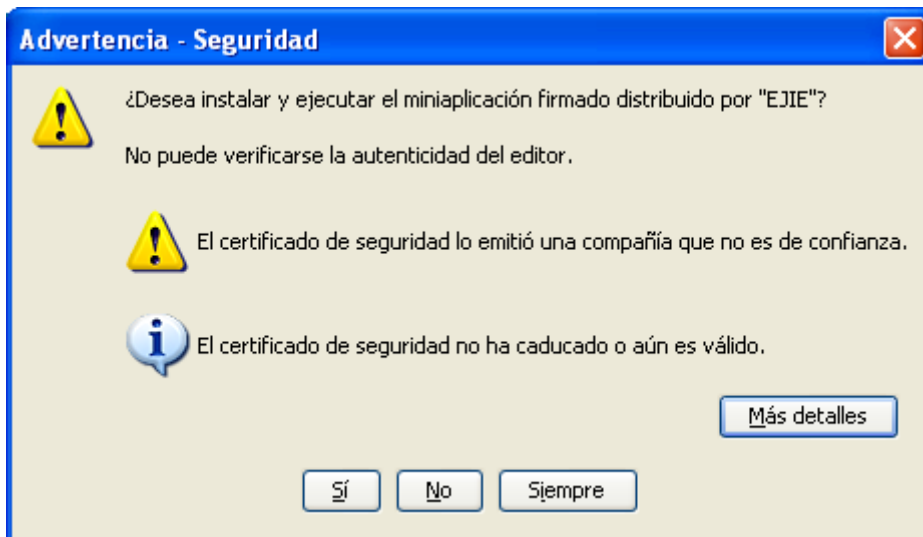 Advertencia - Seguridad
¿Desea instalar y ejecutar el miniaplicación firmado distribuido por "EJIE"?
No puede verificarse la autenticidad del editor.
El certificado de seguridad lo emitió una compañía que no es de confianza.
El certificado de seguridad no ha caducado o aún es válido.
Más detalles
Sí No Siempre